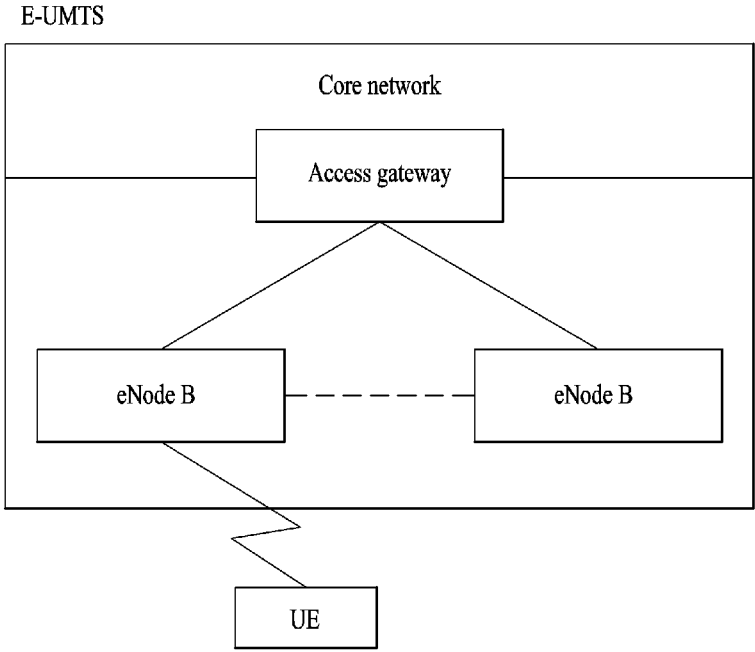 E-UMTS
Core network
Access gateway
eNode B
eNode B
UE